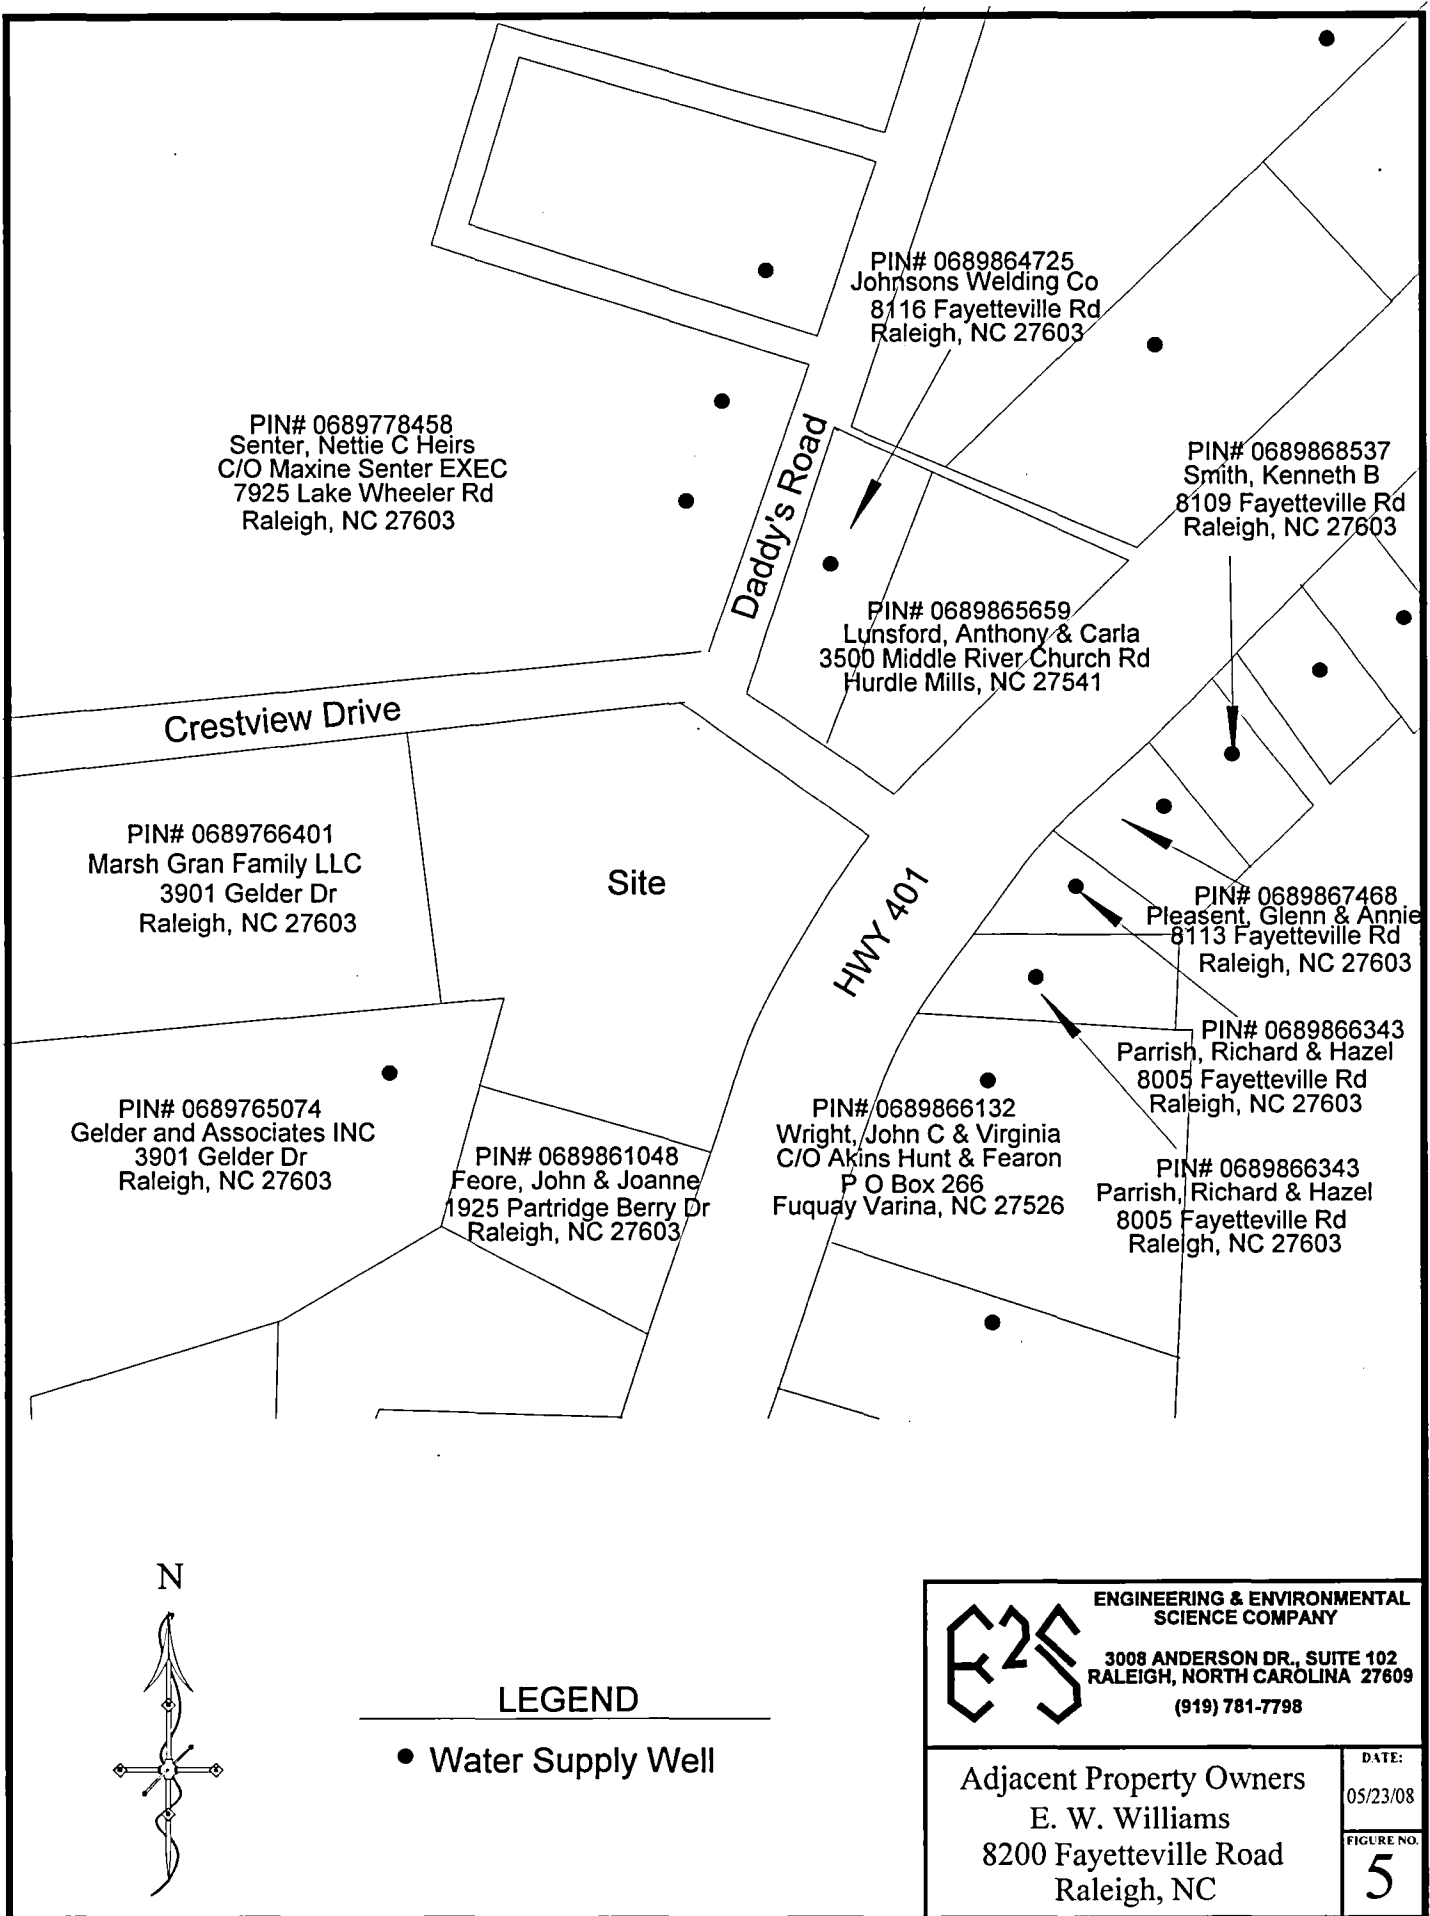 PIN# 0689864725
Johnsons Welding Co
8116 Fayetteville Rd
Raleigh, NC 27603
PIN# 0689778458
Senter, Nettie C Heirs
C/O Maxine Senter EXEC
7925 Lake Wheeler Rd
Raleigh, NC 27603
Daddy's Road
PIN# 0689868537
Smith, Kenneth B
8109 Fayetteville Rd
Raleigh, NC 27603
PIN# 0689865659
Lunsford, Anthony & Carla
3500 Middle River Church Rd
Hurdle Mills, NC 27541
Crestview Drive
PIN# 0689766401
Marsh Gran Family LLC
3901 Gelder Dr
Raleigh, NC 27603
Site
HWY 401
PIN# 0689867468
Pleasent, Glenn & Annie
8113 Fayetteville Rd
Raleigh, NC 27603
PIN# 0689866343
Parrish, Richard & Hazel
8005 Fayetteville Rd
Raleigh, NC 27603
PIN# 0689765074
Gelder and Associates INC
3901 Gelder Dr
Raleigh, NC 27603
PIN# 0689861048
Feore, John & Joanne
1925 Partridge Berry Dr
Raleigh, NC 27603
PIN# 0689866132
Wright, John C & Virginia
C/O Akins Hunt & Fearon
P O Box 266
Fuquay Varina, NC 27526
PIN# 0689866343
Parrish, Richard & Hazel
8005 Fayetteville Rd
Raleigh, NC 27603
N
LEGEND
Water Supply Well
E2S
ENGINEERING & ENVIRONMENTAL
SCIENCE COMPANY
3008 ANDERSON DR., SUITE 102
RALEIGH, NORTH CAROLINA 27609
(919) 781-7798
Adjacent Property Owners
E. W. Williams
8200 Fayetteville Road
Raleigh, NC
DATE:
05/23/08
FIGURE NO.
5